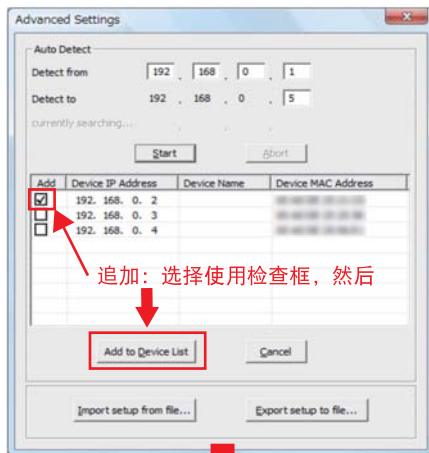 Advanced Settings
Auto Detect
Detect from 192 . 168 . 0 . 1
Detect to 192 . 168 . 0 . 5
currently searching... . . .
Start Abort
Add Device IP Address Device Name Device MAC Address
192. 168. 0. 2
192. 168. 0. 3
192. 168. 0. 4
追加：选择使用检查框，然后
Add to Device List Cancel
Import setup from file... Export setup to file...